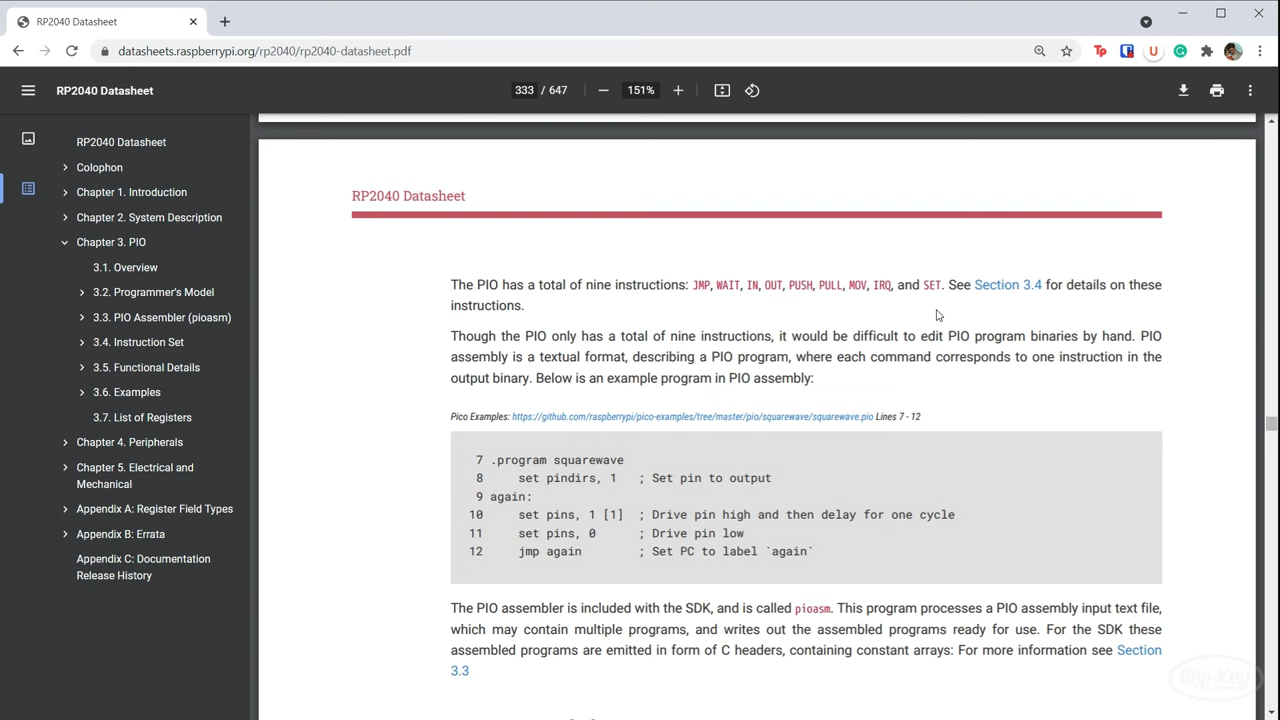 RP2040 Datasheet
datasheets.raspberrypi.org/rp2040/rp2040-datasheet.pdf
RP2040 Datasheet
333 / 647
151%
RP2040 Datasheet
Colophon
Chapter 1. Introduction
Chapter 2. System Description
Chapter 3. PIO
3.1. Overview
3.2. Programmer's Model
3.3. PIO Assembler (pioasm)
3.4. Instruction Set
3.5. Functional Details
3.6. Examples
3.7. List of Registers
Chapter 4. Peripherals
Chapter 5. Electrical and
Mechanical
Appendix A: Register Field Types
Appendix B: Errata
Appendix C: Documentation
Release History
RP2040 Datasheet
The PIO has a total of nine instructions: JMP, WAIT, IN, OUT, PUSH, PULL, MOV, IRQ, and SET. See Section 3.4 for details on these
instructions.
Though the PIO only has a total of nine instructions, it would be difficult to edit PIO program binaries by hand. PIO
assembly is a textual format, describing a PIO program, where each command corresponds to one instruction in the
output binary. Below is an example program in PIO assembly:
Pico Examples: https://github.com/raspberrypi/pico-examples/tree/master/pio/squarewave/squarewave.pio Lines 7 - 12
7 .program squarewave
8 set pindirs, 1 ; Set pin to output
9 again:
10 set pins, 1 [1] ; Drive pin high and then delay for one cycle
11 set pins, 0 ; Drive pin low
12 jmp again ; Set PC to label `again`
The PIO assembler is included with the SDK, and is called pioasm. This program processes a PIO assembly input text file,
which may contain multiple programs, and writes out the assembled programs ready for use. For the SDK these
assembled programs are emitted in form of C headers, containing constant arrays: For more information see Section
3.3
Digi-Key